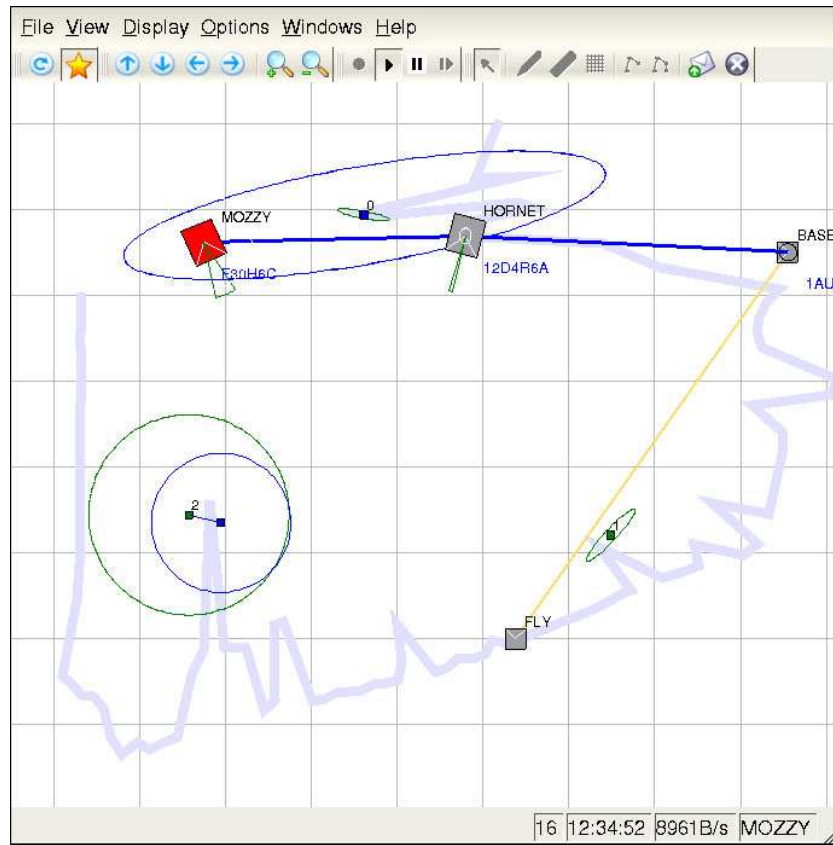 File View Display Options Windows Help
MOZZY
0
HORNET
BASE
F30H6C
12D4R6A
1AU
2
1
FLY
16 12:34:52 8961B/s MOZZY